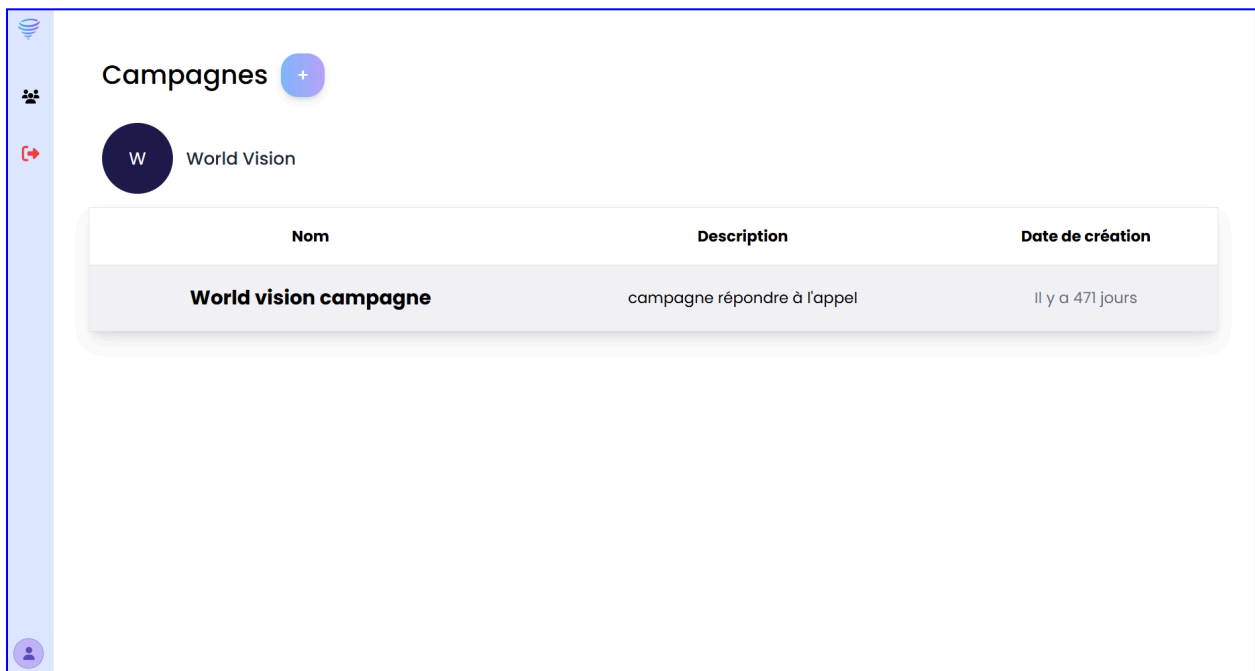 Campagnes +
W World Vision
Nom Description Date de création
World vision campagne campagne répondre à l'appel Il y a 471 jours